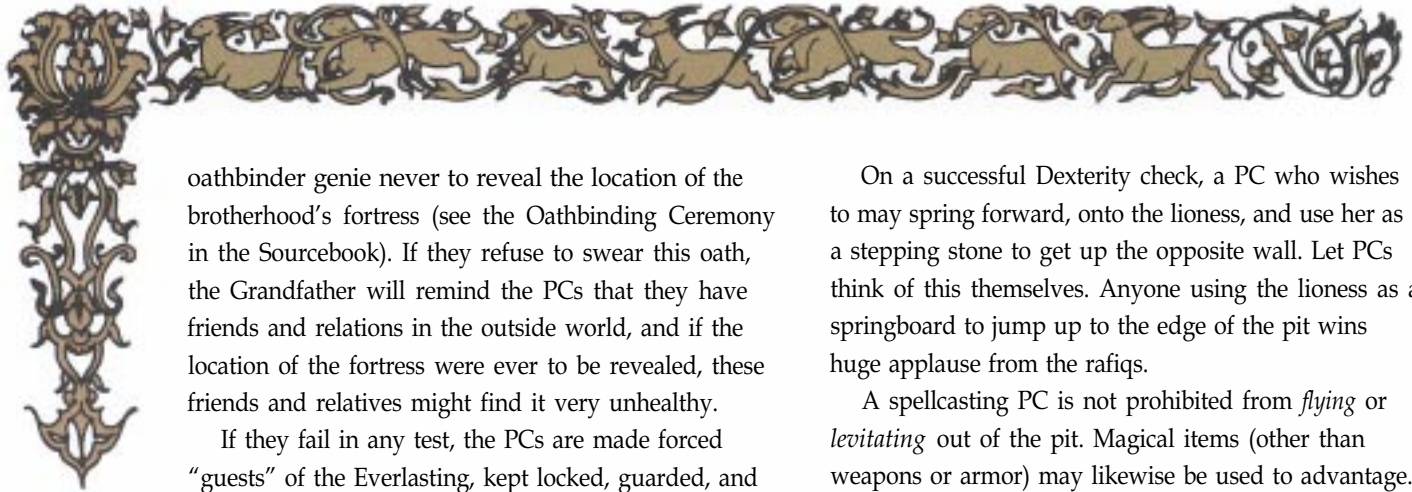 oathbinder genie never to reveal the location of the
brotherhood's fortress (see the Oathbinding Ceremony
in the Sourcebook). If they refuse to swear this oath,
the Grandfather will remind the PCs that they have
friends and relations in the outside world, and if the
location of the fortress were ever to be revealed, these
friends and relatives might find it very unhealthy.
If they fail in any test, the PCs are made forced
“guests” of the Everlasting, kept locked, guarded, and
On a successful Dexterity check, a PC who wishes
to may spring forward, onto the lioness, and use her as
a stepping stone to get up the opposite wall. Let PCs
think of this themselves. Anyone using the lioness as a
springboard to jump up to the edge of the pit wins
huge applause from the rafiqs.
A spellcasting PC is not prohibited from flying or
levitating out of the pit. Magical items (other than
weapons or armor) may likewise be used to advantage.